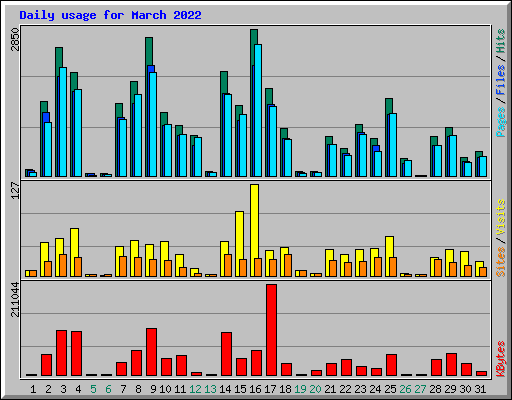 Daily usage for March 2022
2850
Pages / Files / Hits
127
Sites / Visits
211044
KBytes
1 2 3 4 5 6 7 8 9 10 11 12 13 14 15 16 17 18 19 20 21 22 23 24 25 26 27 28 29 30 31